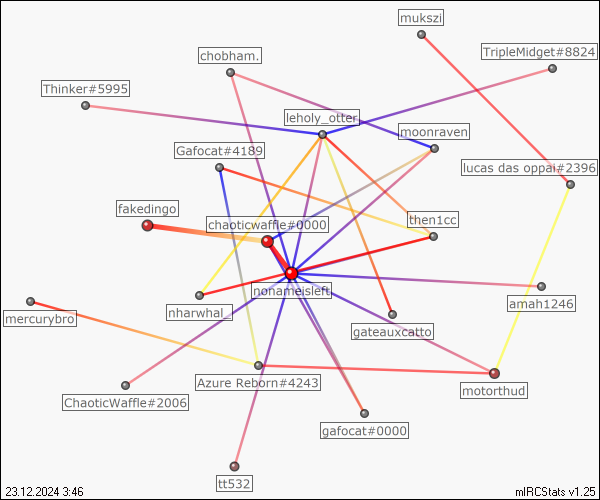 mukszi
chobham.
TripleMidget#8824
Thinker#5995
leholy_otter
moonraven
Gafocat#4189
lucas das oppai#2396
fakedingo
chaoticwaffle#0000
then1cc
nonameisleft
mercurybro
nharwhal_
amah1246
gateauxcatto
Azure Reborn#4243
motorthud
ChaoticWaffle#2006
gafocat#0000
tt532
23.12.2024 3:46
mIRCStats v1.25